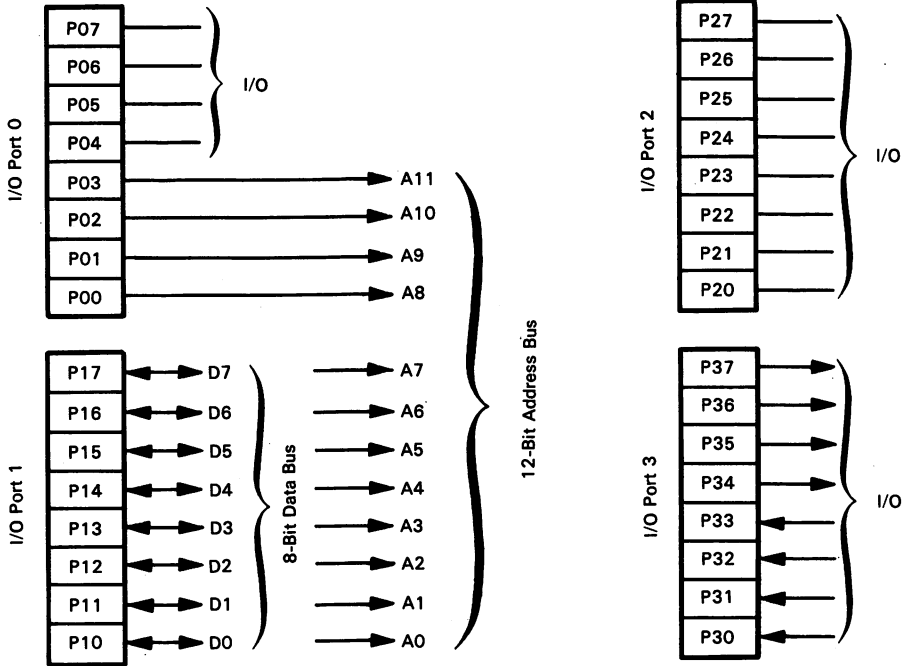 I/O Port 0
P07
P06
P05
P04
I/O
P03 A11
P02 A10
P01 A9
P00 A8
I/O Port 1
P17 D7 A7
P16 D6 A6
P15 D5 A5
P14 D4 A4
P13 D3 A3
P12 D2 A2
P11 D1 A1
P10 D0 A0
8-Bit Data Bus
12-Bit Address Bus
I/O Port 2
P27
P26
P25
P24
P23
P22
P21
P20
I/O
I/O Port 3
P37
P36
P35
P34
P33
P32
P31
P30
I/O